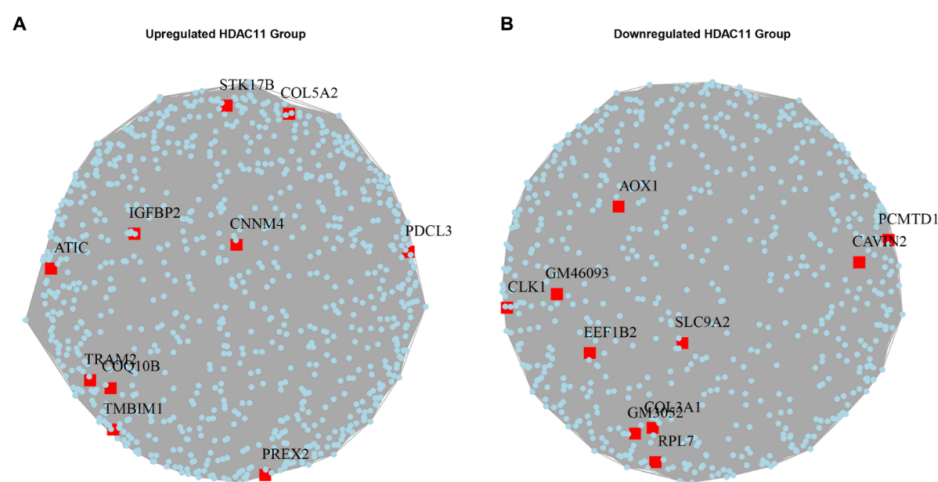 A
B
Upregulated HDAC11 Group
Downregulated HDAC11 Group
STK17B
COL5A2
IGFBP2
CNNM4
PDCL3
ATIC
TRAM2
COQ10B
TMBIM1
PREX2
AOX1
PCMTD1
CAVIN2
GM46093
CLK1
SLC9A2
EEF1B2
COL3A1
GM3052
RPL7